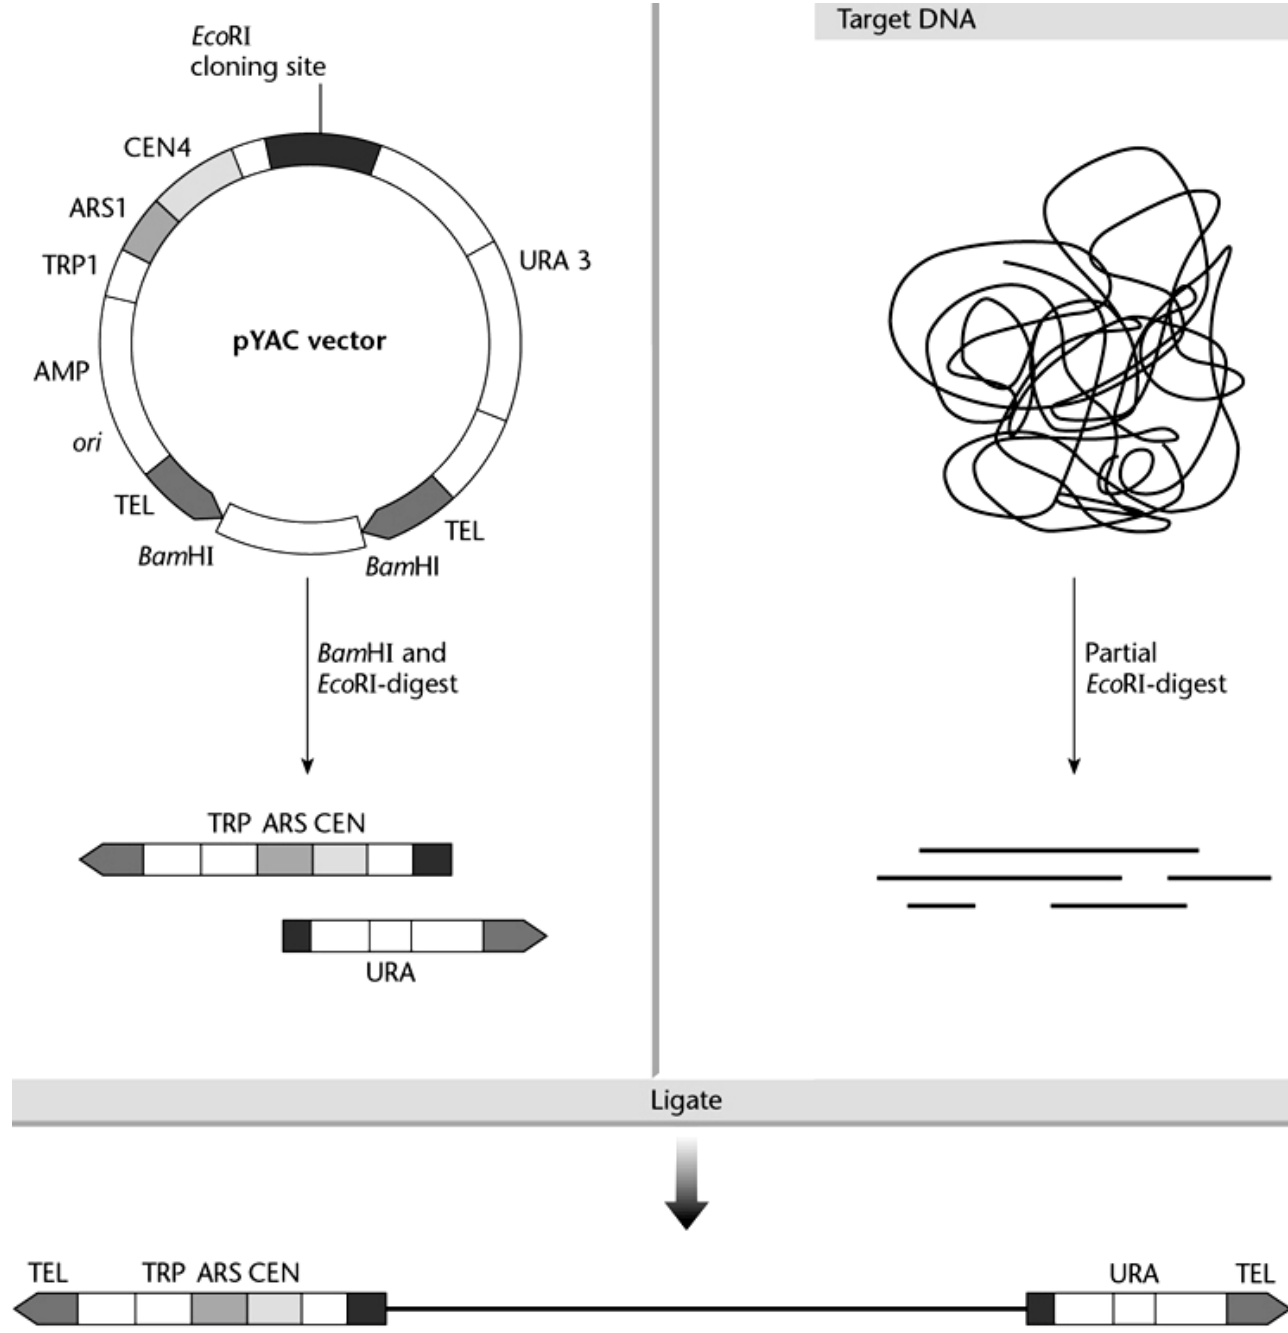 EcoRI
cloning site
CEN4
ARS1
TRP1
AMP
ori
TEL
BamHI
pYAC vector
URA 3
TEL
BamHI
BamHI and
EcoRI-digest
TRP ARS CEN
URA
Target DNA
Partial
EcoRI-digest
Ligate
TEL TRP ARS CEN URA TEL